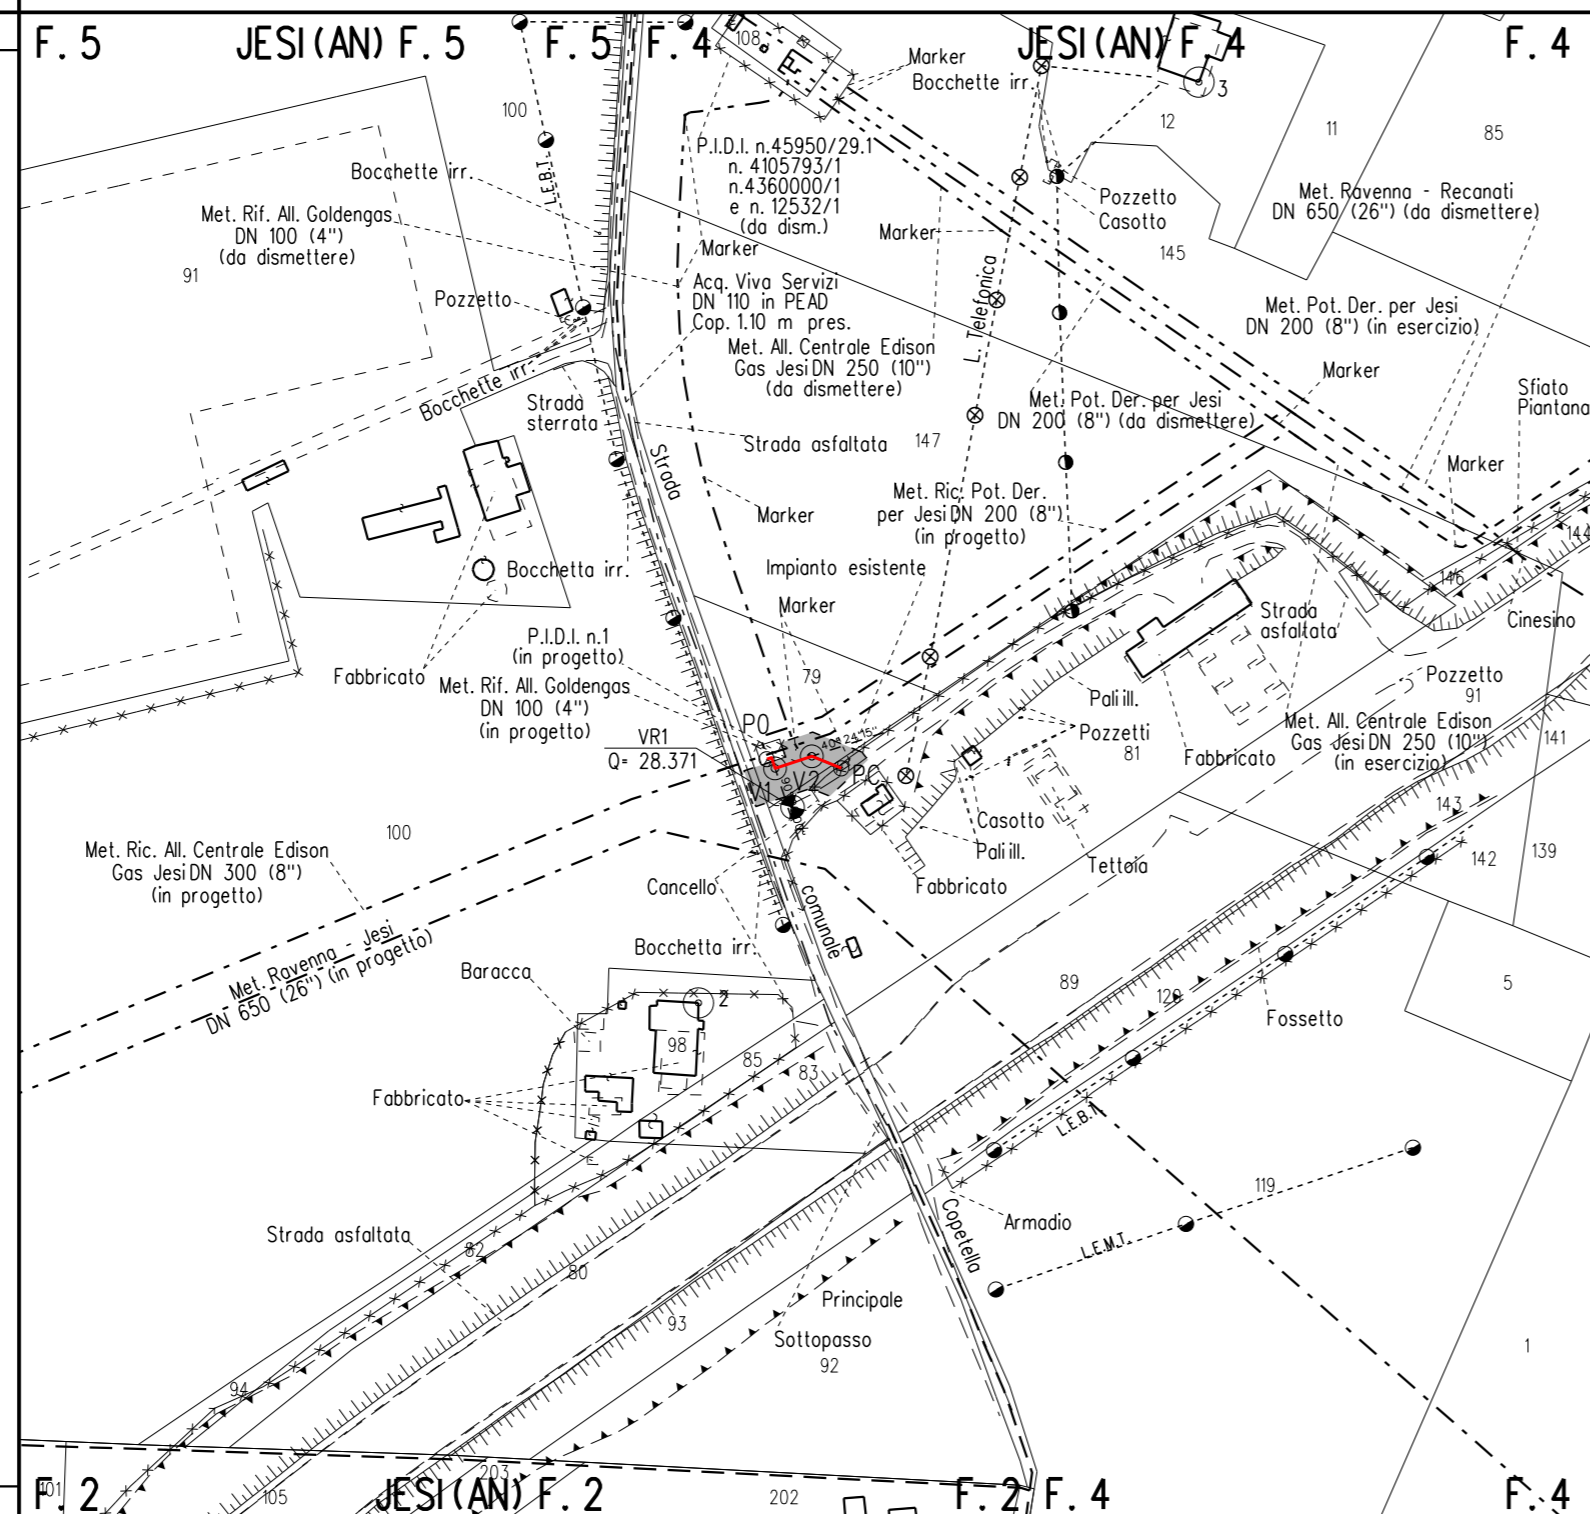 F. 5
JESI(AN) F. 5
F. 5
F. 4
JESI(AN) F. 4
F. 4
108
Marker
Bocchette irr.
3
100
12
11
85
P.I.D.I. n.45950/29.1
n. 4105793/1
n.4360000/1
e n. 12532/1
(da dism.)
Bocchette irr.
L.E.B.T.
Pozzetto
Casotto
Met. Ravenna - Recanati
DN 650 (26") (da dismettere)
Met. Rif. All. Goldengas
DN 100 (4")
(da dismettere)
Marker
Marker
145
91
Acq. Viva Servizi
DN 110 in PEAD
Cop. 1.10 m pres.
L. Telefonica
Pozzetto
Met. Pot. Der. per Jesi
DN 200 (8") (in esercizio)
Met. All. Centrale Edison
Gas Jesi DN 250 (10")
(da dismettere)
Marker
Bocchette irr.
Strada
sterrata
Met. Pot. Der. per Jesi
DN 200 (8") (da dismettere)
Sfiato
Piantana
Strada asfaltata
147
Strada
Marker
Met. Ric. Pot. Der.
per Jesi DN 200 (8")
(in progetto)
Marker
144
Bocchetta irr.
Impianto esistente
146
Marker
Strada
asfaltata
Cinesino
P.I.D.I. n.1
(in progetto)
Fabbricato
79
Met. Rif. All. Goldengas
DN 100 (4")
(in progetto)
Pali ill.
Pozzetto
91
P0
VR1
Q= 28.371
Pozzetti
81
Met. All. Centrale Edison
Gas Jesi DN 250 (10")
(in esercizio)
141
Fabbricato
V1
V2
PC
143
100
Casotto
Met. Ric. All. Centrale Edison
Gas Jesi DN 300 (8")
(in progetto)
Pali ill.
142
139
Tettoia
Cancello
Fabbricato
comunale
Met. Ravenna - Jesi
DN 650 (26") (in progetto)
Bocchetta irr.
Baracca
89
5
120
2
Fossetto
98
85
83
Fabbricato
L.E.B.T.
119
Copetella
Armadio
Strada asfaltata
82
L.E.M.T.
80
Principale
93
Sottopasso
92
1
94
203
101
F. 2
105
JESI(AN) F. 2
202
F. 2
F. 4
F. 4